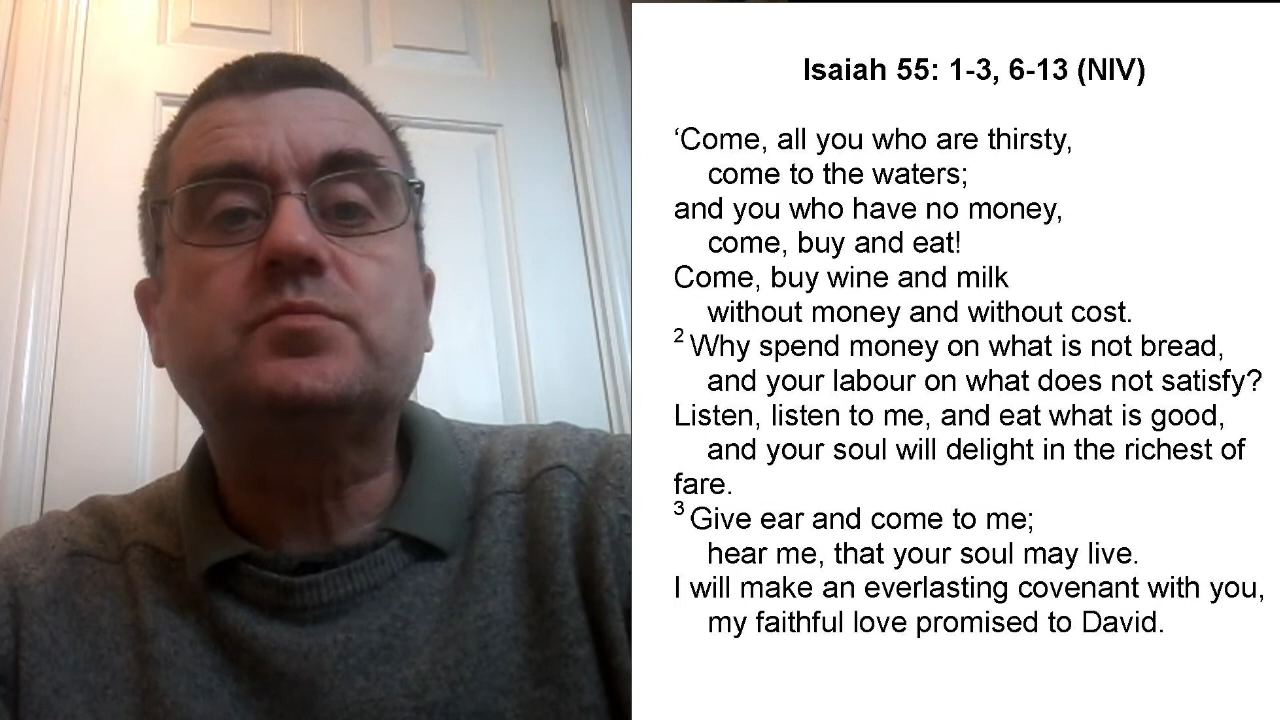 Isaiah 55: 1-3, 6-13 (NIV)
‘Come, all you who are thirsty,
come to the waters;
and you who have no money,
come, buy and eat!
Come, buy wine and milk
without money and without cost.
2 Why spend money on what is not bread,
and your labour on what does not satisfy?
Listen, listen to me, and eat what is good,
and your soul will delight in the richest of
fare.
3 Give ear and come to me;
hear me, that your soul may live.
I will make an everlasting covenant with you,
my faithful love promised to David.